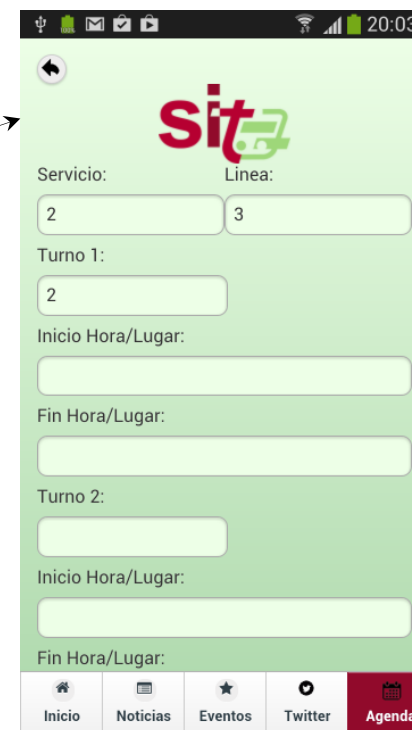 20:03
sit
Servicio: Linea:
2 3
Turno 1:
2
Inicio Hora/Lugar:
Fin Hora/Lugar:
Turno 2:
Inicio Hora/Lugar:
Fin Hora/Lugar:
Inicio Noticias Eventos Twitter Agenda